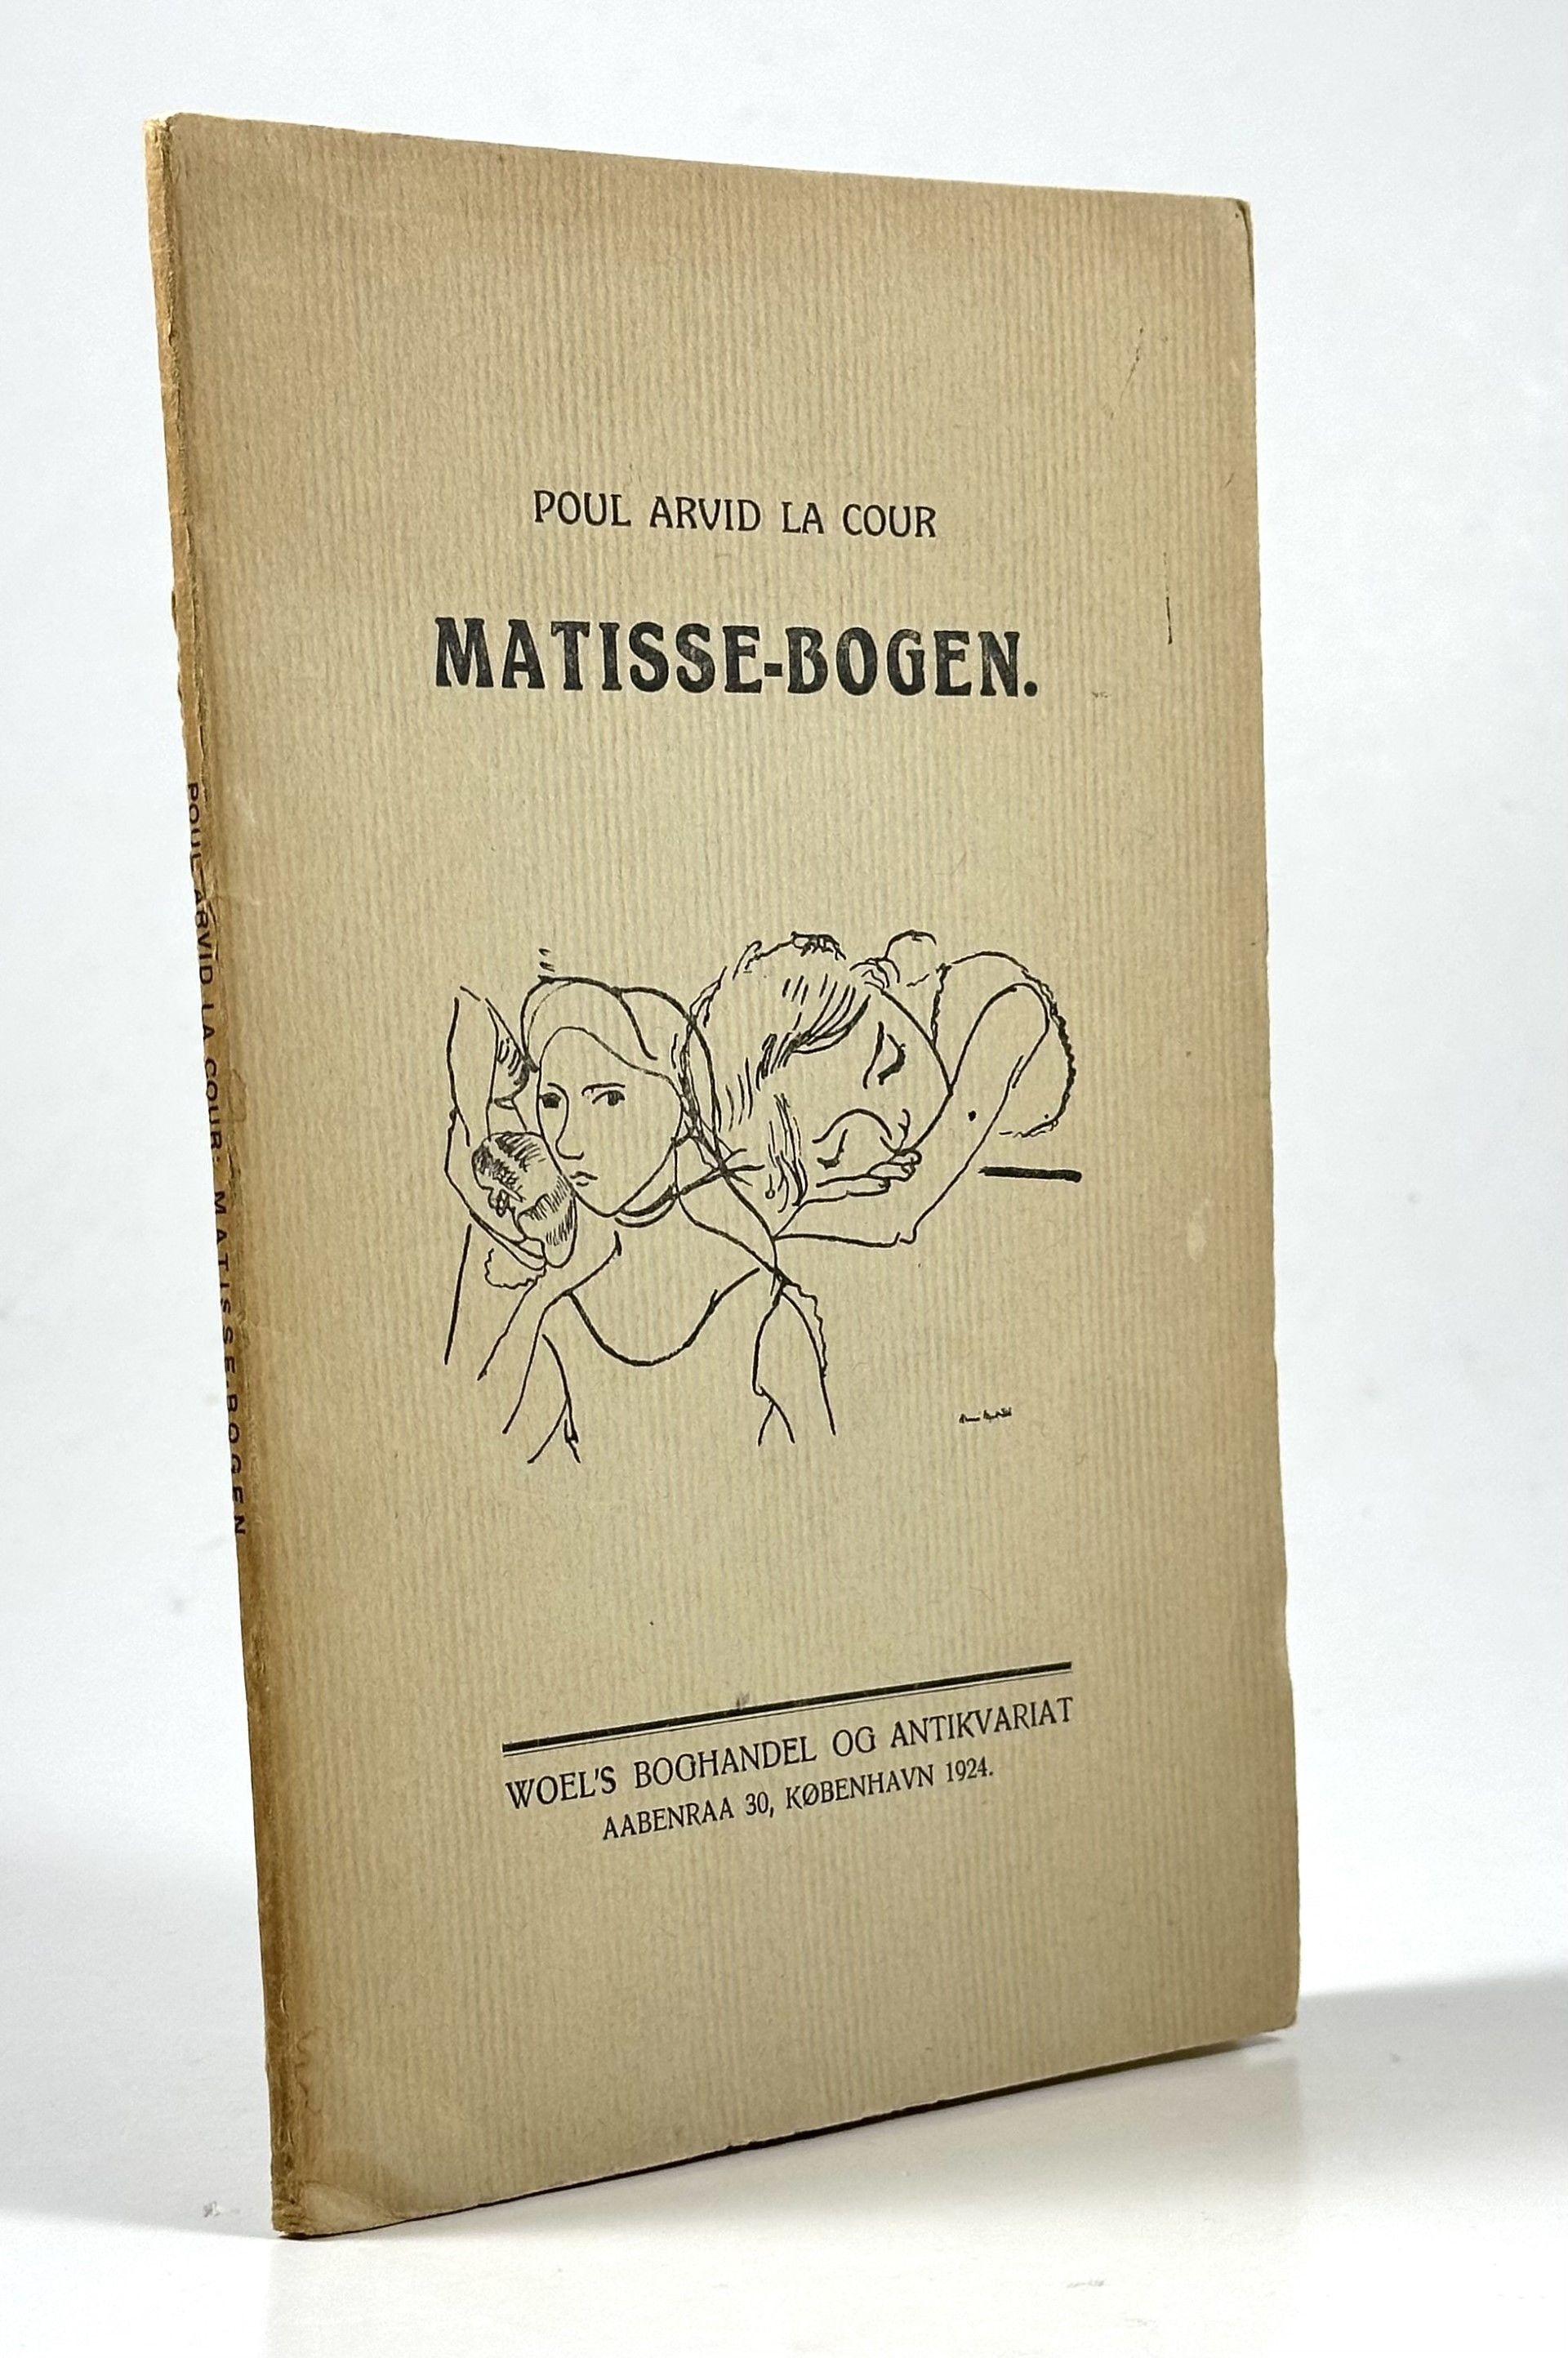 POUL ARVID LA COUR
MATISSE-BOGEN.
WOEL'S BOGHANDEL OG ANTIKVARIAT
AABENRAA 30, KØBENHAVN 1924.
POUL ARVID LA COUR: MATISSE-BOGEN